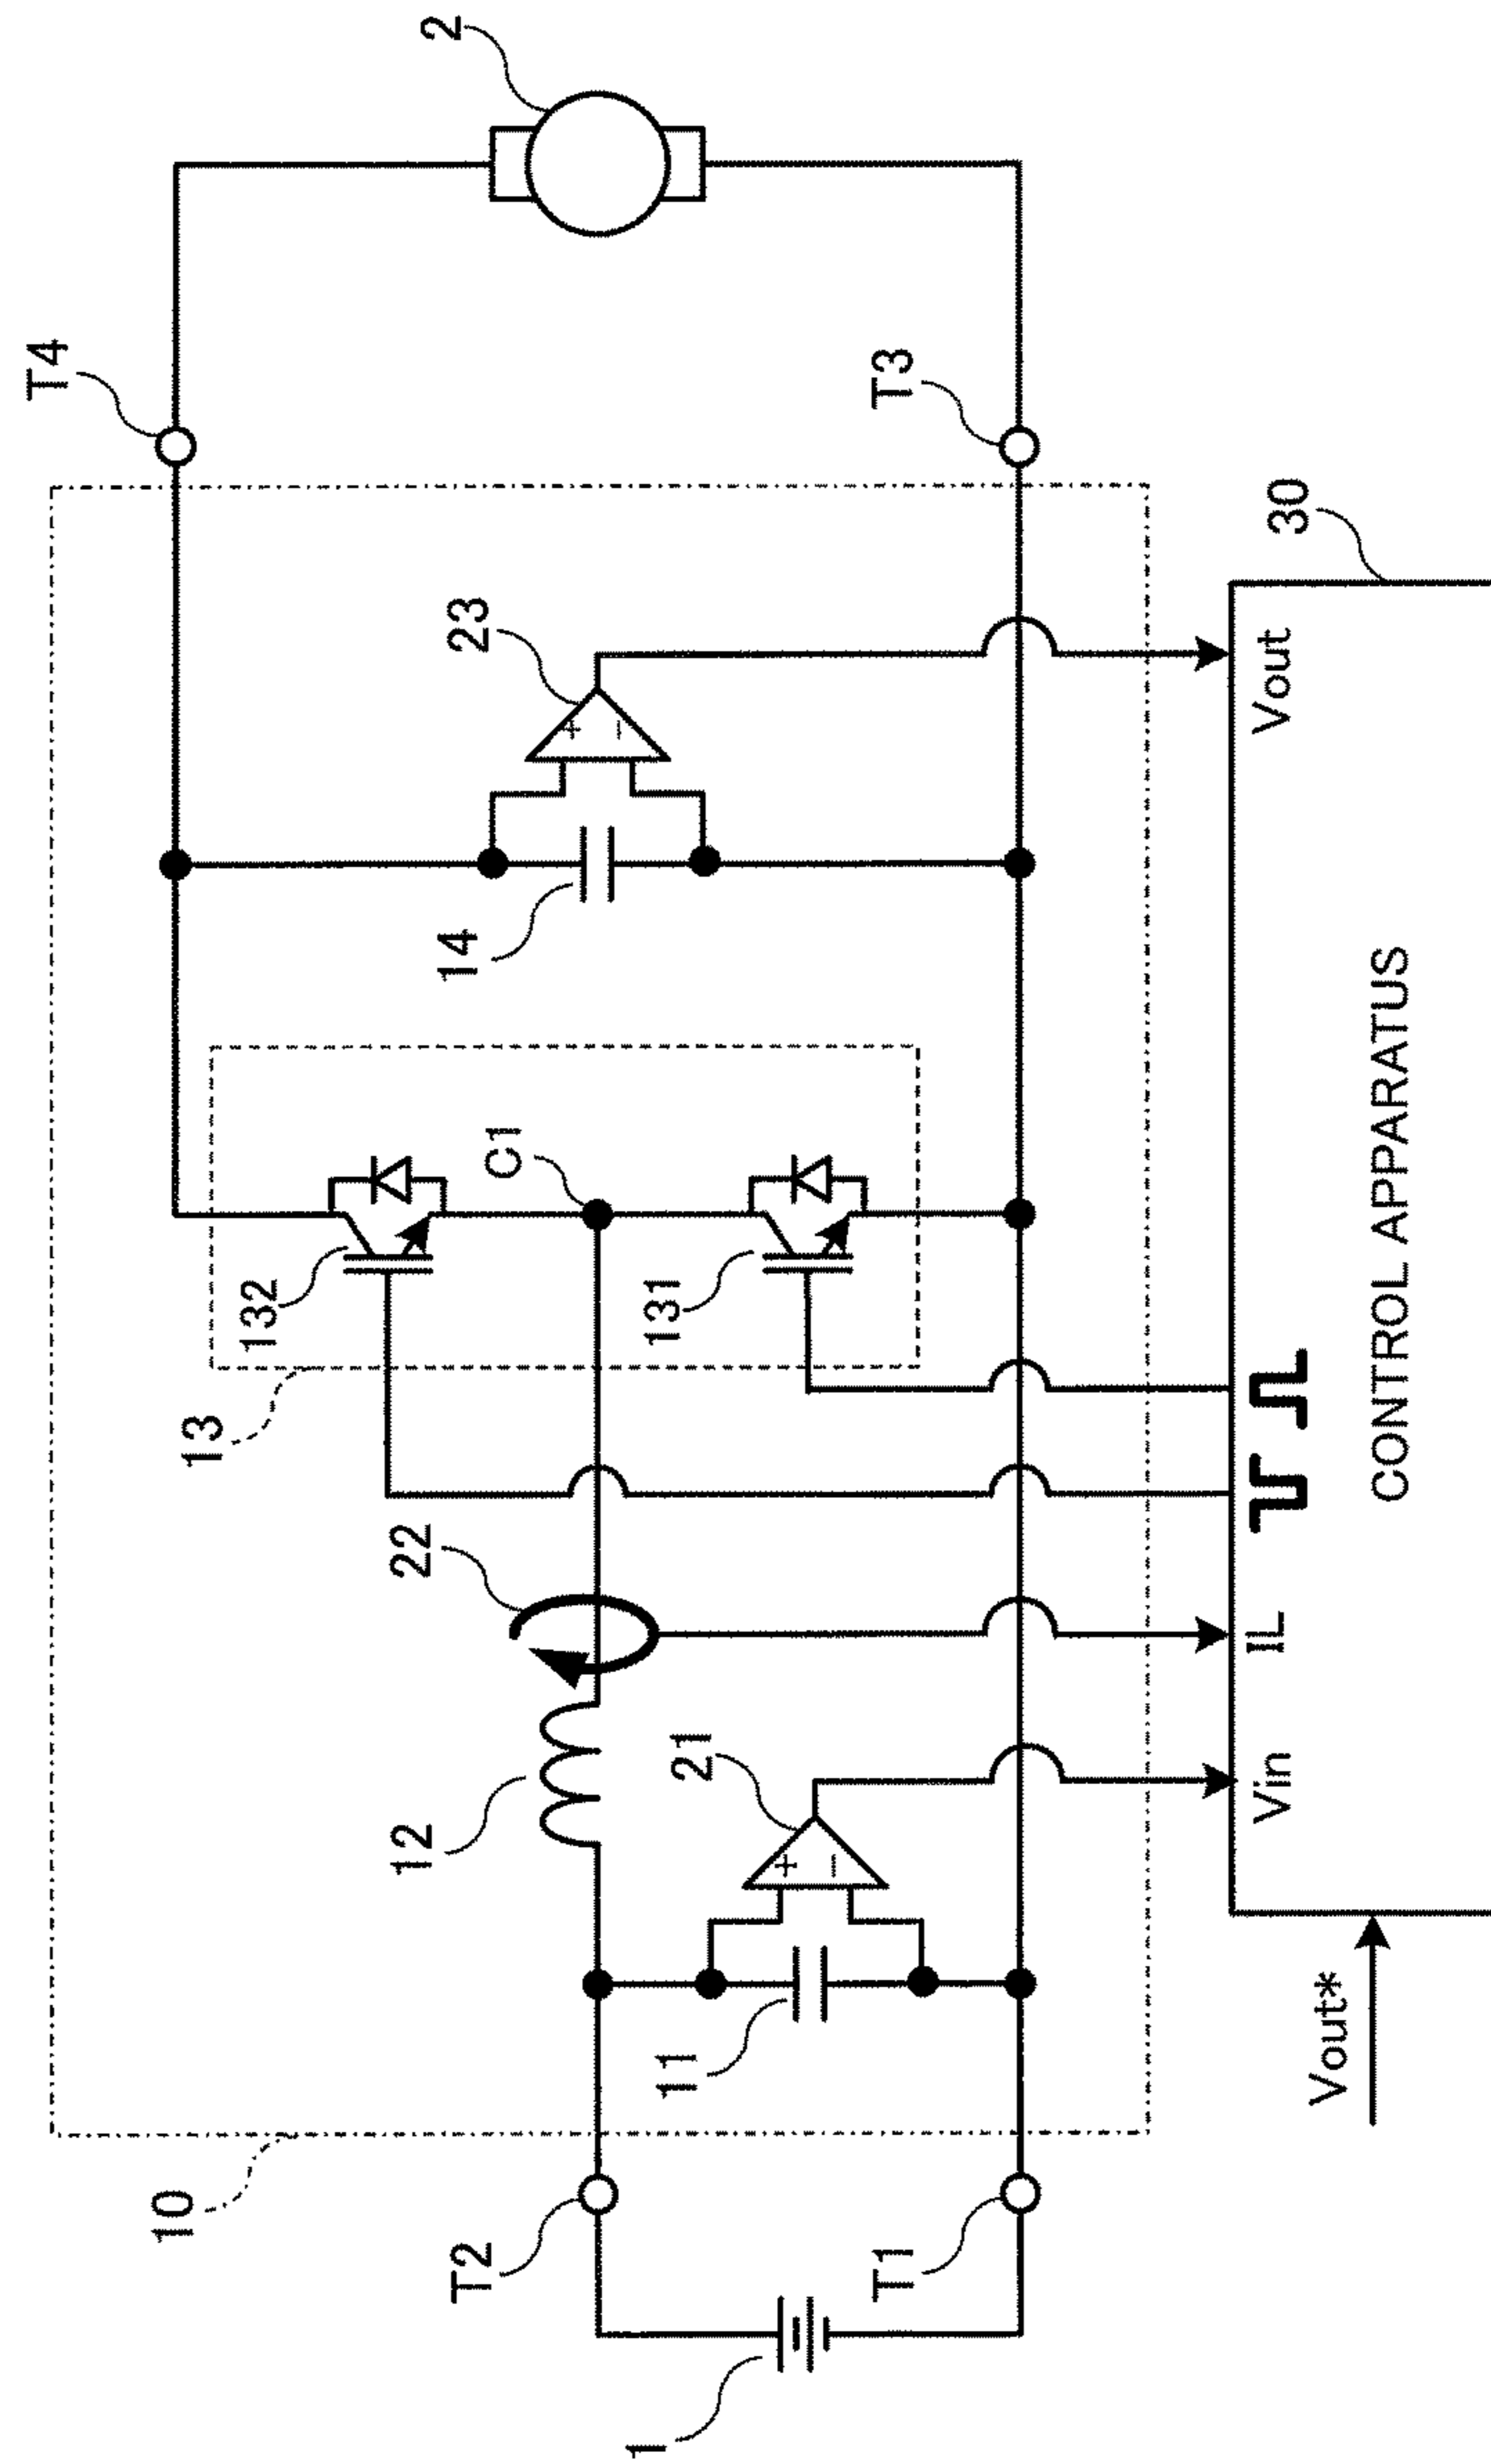 10
T4
2
13
132
C1
14
23
22
12
131
T3
T2
11
21
+
−
+
−
T1
1
30
Vin
IL
Vout
Vout*
CONTROL APPARATUS